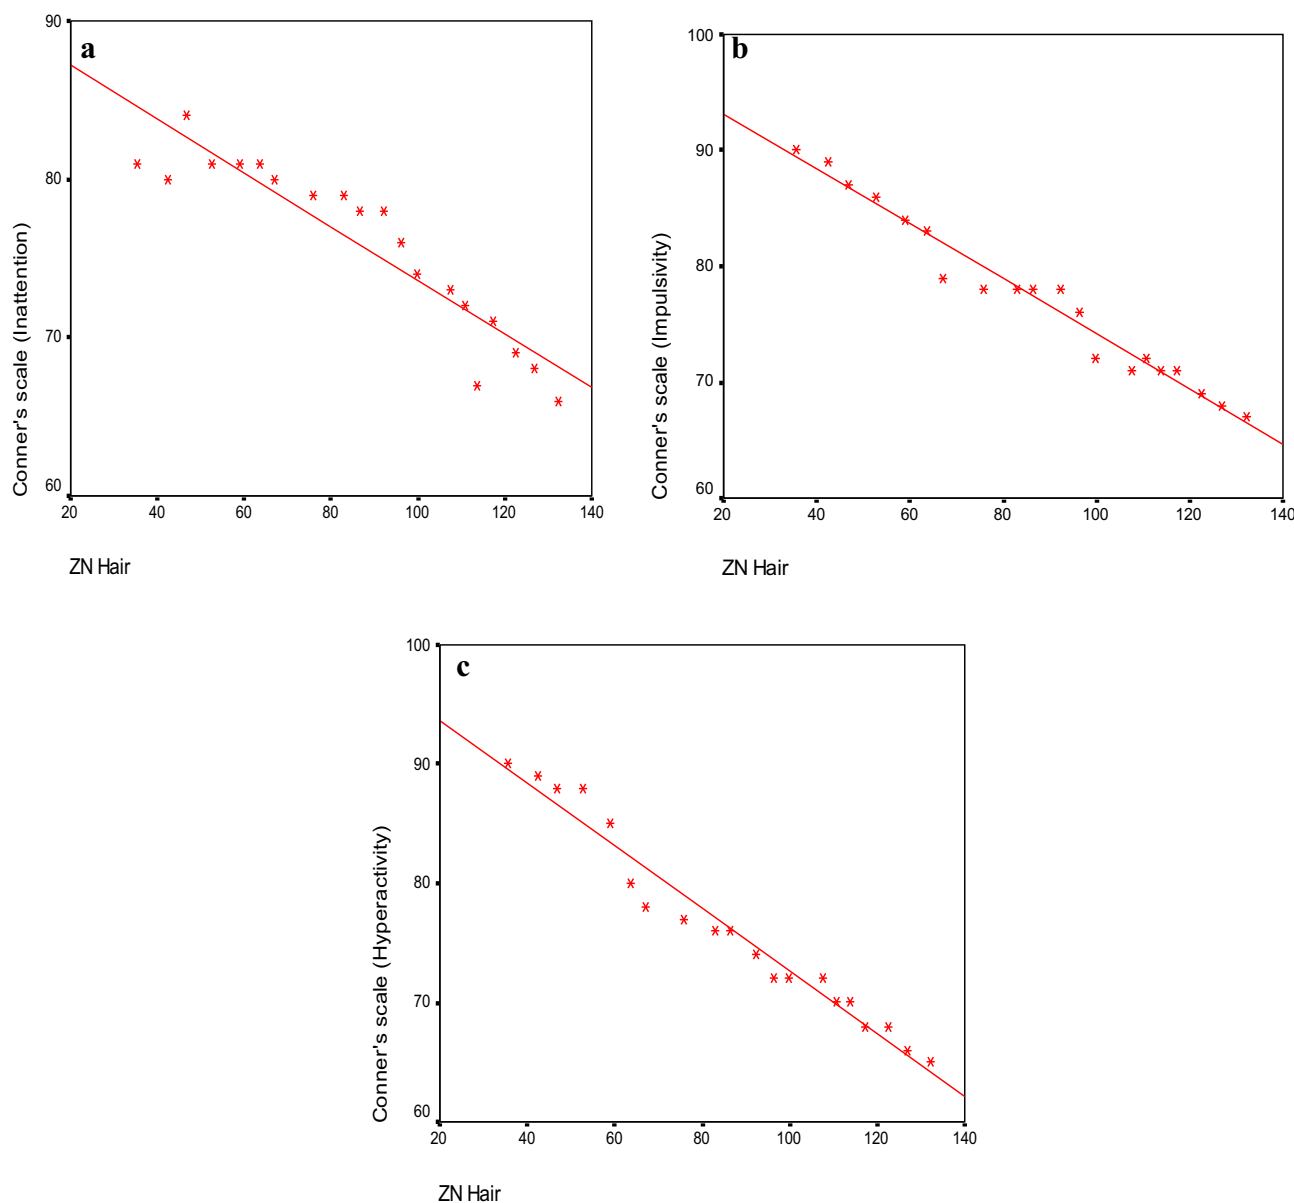 a
Conner's scale (Inattention)
90
80
70
60
20 40 60 80 100 120 140
ZN Hair
b
Conner's scale (Impulsivity)
100
90
80
70
60
20 40 60 80 100 120 140
ZN Hair
c
Conner's scale (Hyperactivity)
100
90
80
70
60
20 40 60 80 100 120 140
ZN Hair